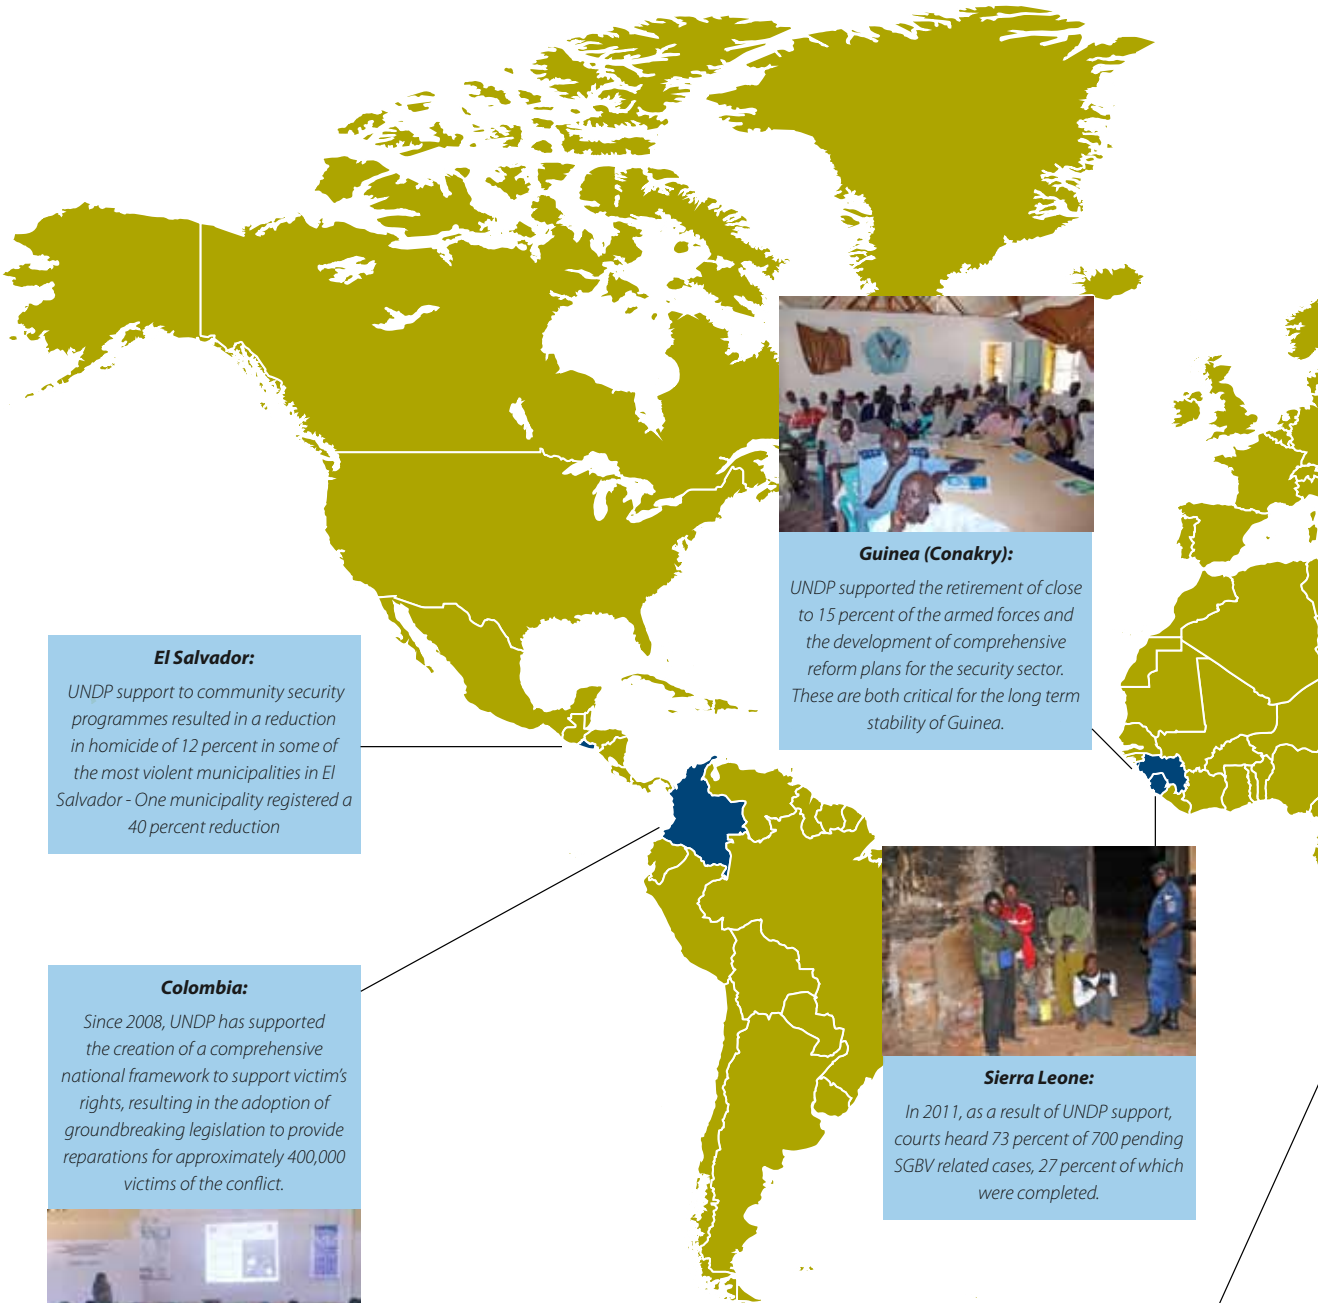 Guinea (Conakry):
UNDP supported the retirement of close
to 15 percent of the armed forces and
the development of comprehensive
reform plans for the security sector.
These are both critical for the long term
stability of Guinea.
El Salvador:
UNDP support to community security
programmes resulted in a reduction
in homicide of 12 percent in some of
the most violent municipalities in El
Salvador - One municipality registered a
40 percent reduction
Colombia:
Since 2008, UNDP has supported
the creation of a comprehensive
national framework to support victim's
rights, resulting in the adoption of
groundbreaking legislation to provide
reparations for approximately 400,000
victims of the conflict.
Sierra Leone:
In 2011, as a result of UNDP support,
courts heard 73 percent of 700 pending
SGBV related cases, 27 percent of which
were completed.